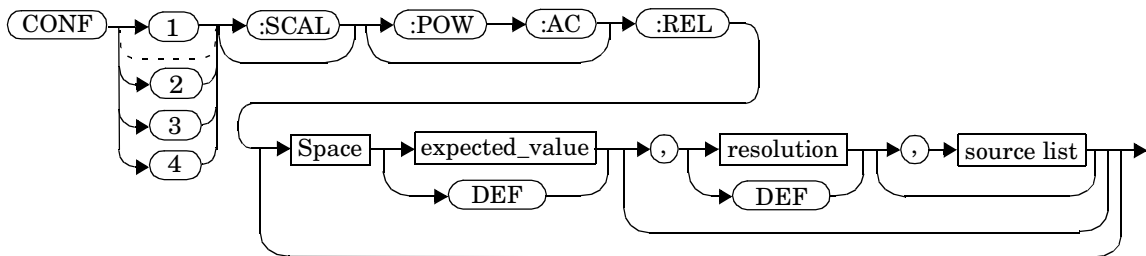 CONF 1 :SCAL :POW :AC :REL
2
3
4
Space expected_value , resolution , source list
DEF DEF